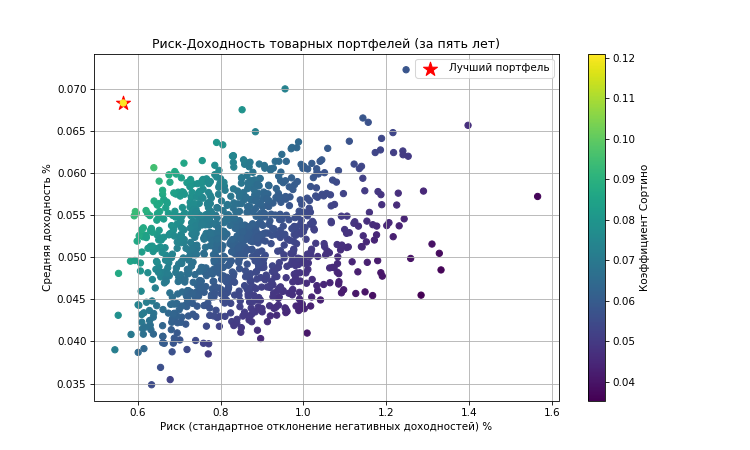 Риск-Доходность товарных портфелей (за пять лет)
Лучший портфель
Средняя доходность %
0.070
0.065
0.060
0.055
0.050
0.045
0.040
0.035
0.6 0.8 1.0 1.2 1.4 1.6
Риск (стандартное отклонение негативных доходностей) %
0.12
0.11
0.10
0.09
0.08
0.07
0.06
0.05
0.04
Коэффициент Сортино